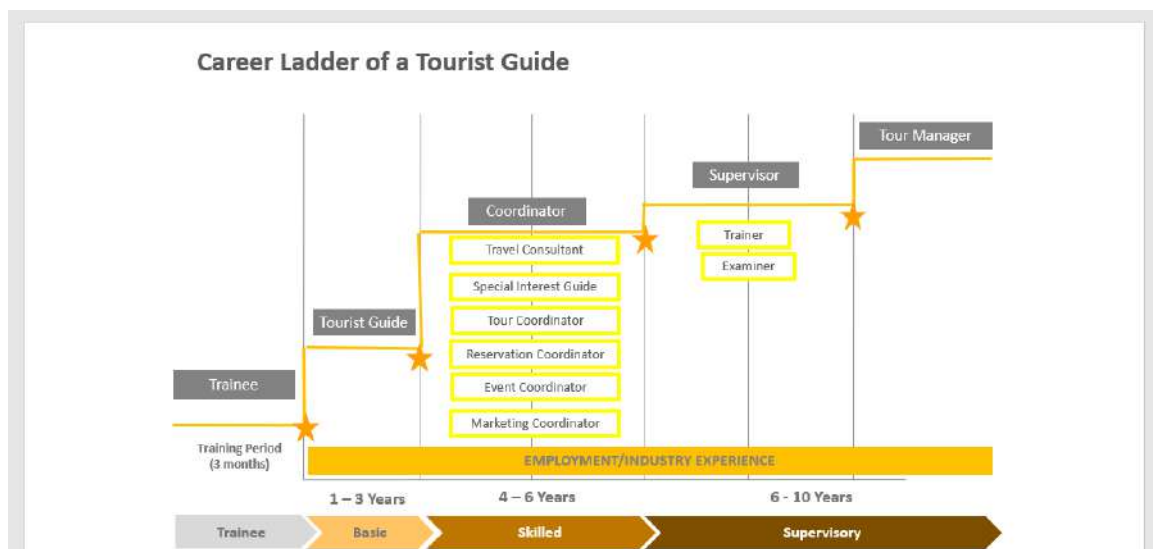 Career Ladder of a Tourist Guide
Tour Manager
Supervisor
Coordinator
Trainer
Travel Consultant
Examiner
Special Interest Guide
Tourist Guide
Tour Coordinator
Reservation Coordinator
Trainee
Event Coordinator
Marketing Coordinator
Training Period
(3 months)
EMPLOYMENT/INDUSTRY EXPERIENCE
1 – 3 Years
4 – 6 Years
6 - 10 Years
Trainee
Basic
Skilled
Supervisory